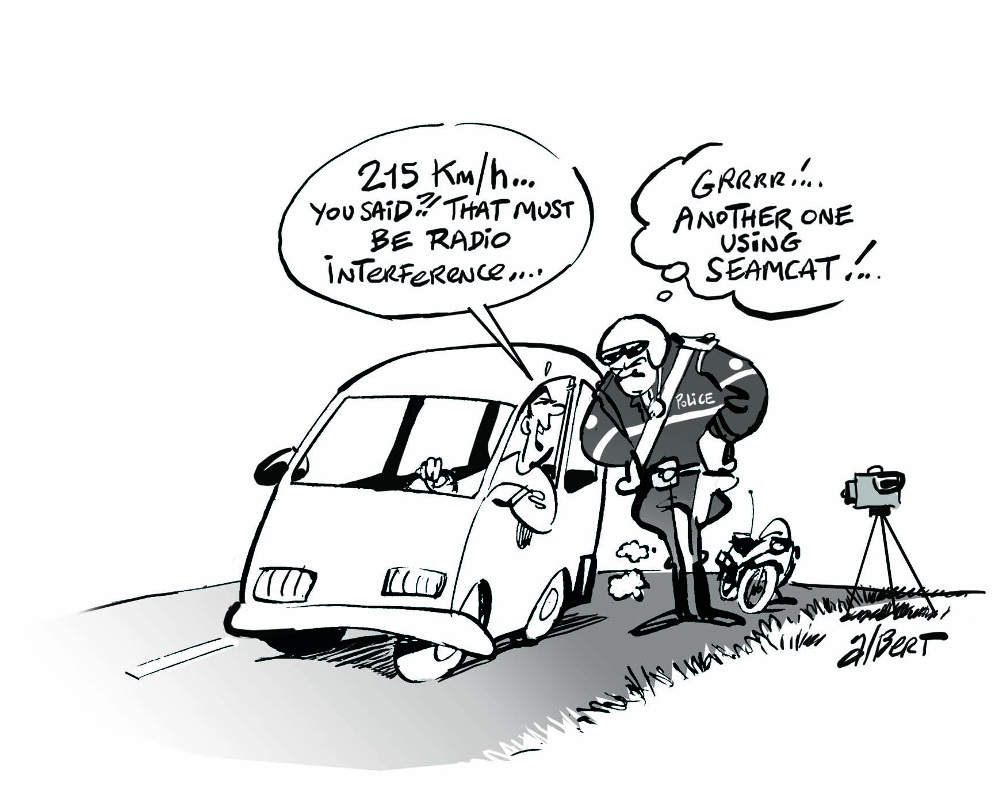 215 Km/h...
YOU SAID?!! THAT MUST
BE RADIO
INTERFERENCE,...
GRRRR!...
ANOTHER ONE
USING
SEAMCAT!...
POLICE
alBERT